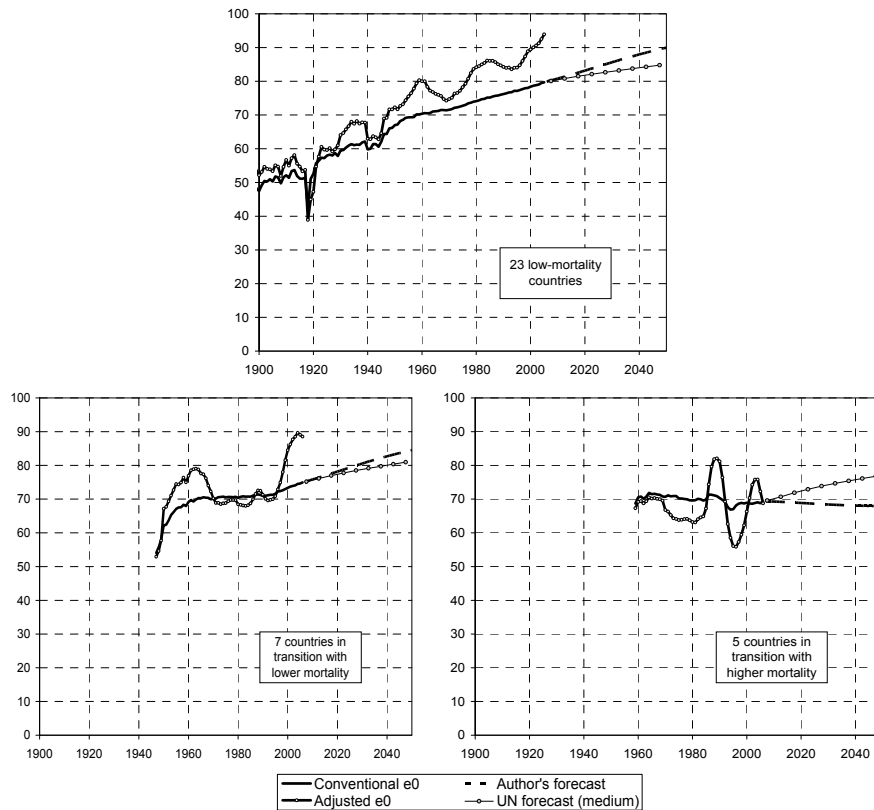 100
90
80
70
60
50
40
30
20
10
0
1900 1920 1940 1960 1980 2000 2020 2040
23 low-mortality
countries
100
90
80
70
60
50
40
30
20
10
0
1900 1920 1940 1960 1980 2000 2020 2040
7 countries in
transition with
lower mortality
100
90
80
70
60
50
40
30
20
10
0
1900 1920 1940 1960 1980 2000 2020 2040
5 countries in
transition with
higher mortality
Conventional e0 Author's forecast
Adjusted e0 UN forecast (medium)